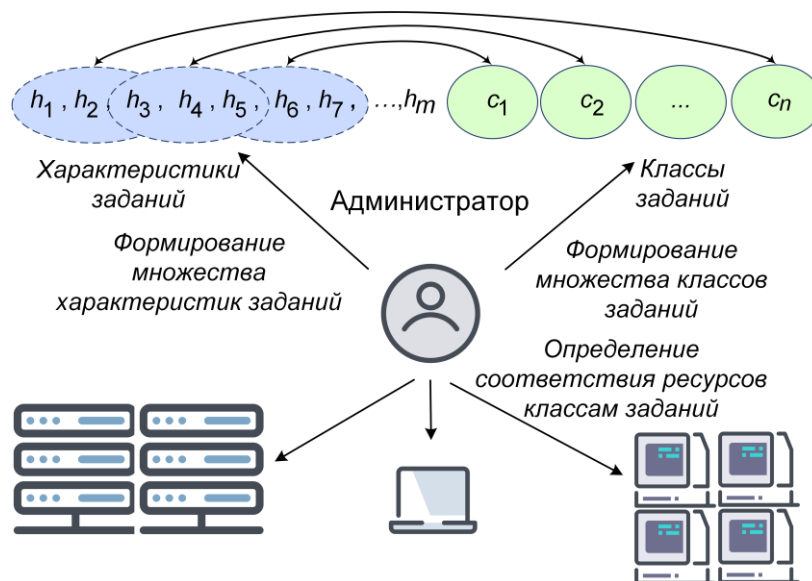 h1 , h2 , h3 , h4 , h5 , h6 , h7 , ...,hm c1 c2 ... cn
Характеристики
заданий
Классы
заданий
Администратор
Формирование
множества
характеристик заданий
Формирование
множества классов
заданий
Определение
соответствия ресурсов
классам заданий